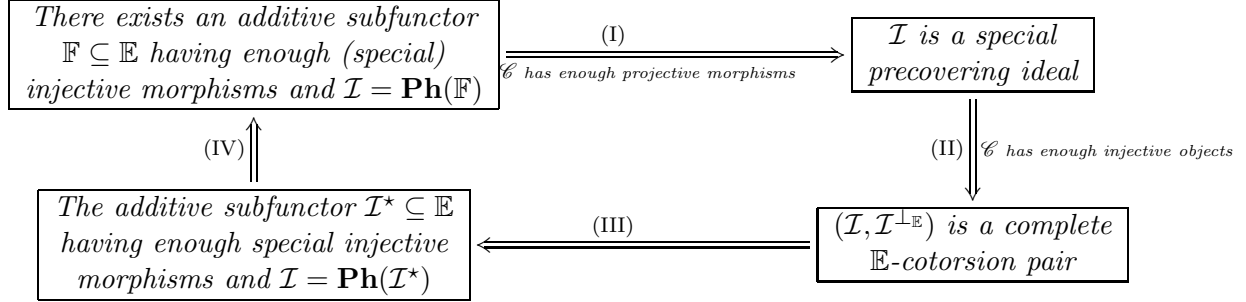 There exists an additive subfunctor
𝔽 ⊆ 𝔼 having enough (special)
injective morphisms and ℐ = Ph(𝔽)
(I)
𝒞 has enough projective morphisms
ℐ is a special
precovering ideal
(II)
𝒞 has enough injective objects
(IV)
The additive subfunctor ℐ⋆ ⊆ 𝔼
having enough special injective
morphisms and ℐ = Ph(ℐ⋆)
(III)
(ℐ, ℐ^{⊥_𝔼}) is a complete
𝔼-cotorsion pair